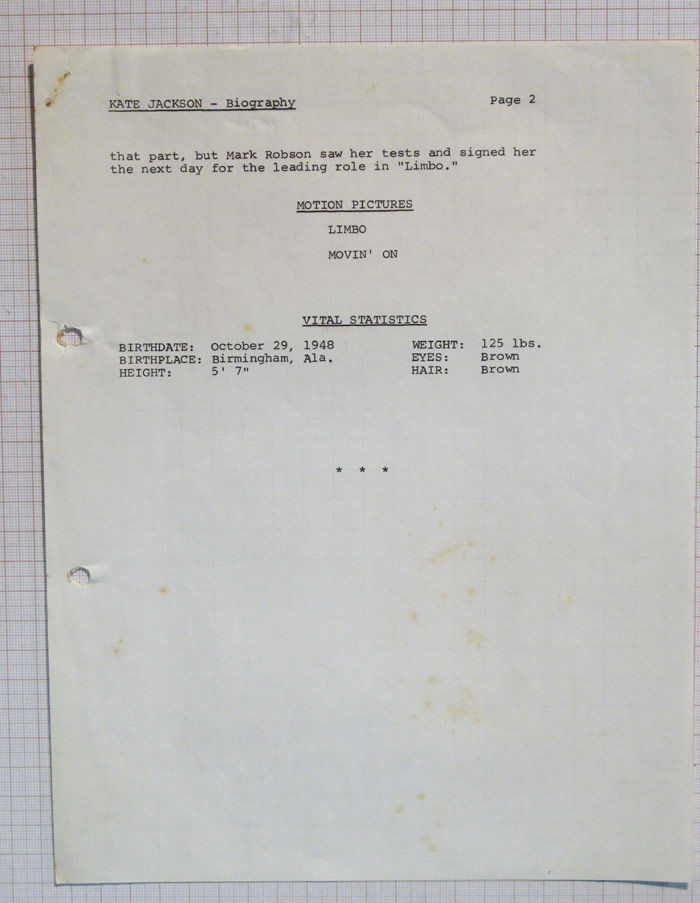 KATE JACKSON - Biography Page 2
that part, but Mark Robson saw her tests and signed her
the next day for the leading role in "Limbo."
MOTION PICTURES
LIMBO
MOVIN' ON
VITAL STATISTICS
BIRTHDATE: October 29, 1948 WEIGHT: 125 lbs.
BIRTHPLACE: Birmingham, Ala. EYES: Brown
HEIGHT: 5' 7" HAIR: Brown
* * *